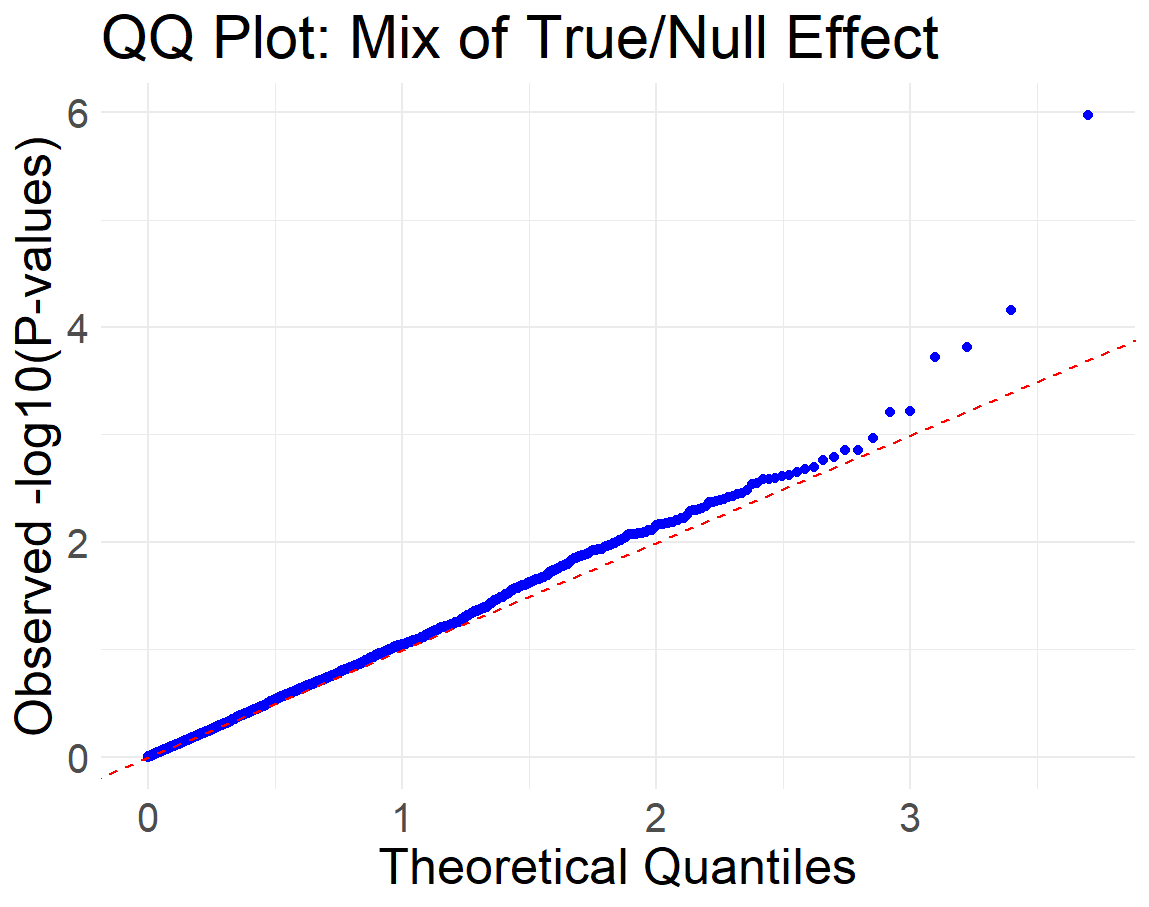 QQ Plot: Mix of True/Null Effect
Observed -log10(P-values)
6
4
2
0
0 1 2 3
Theoretical Quantiles